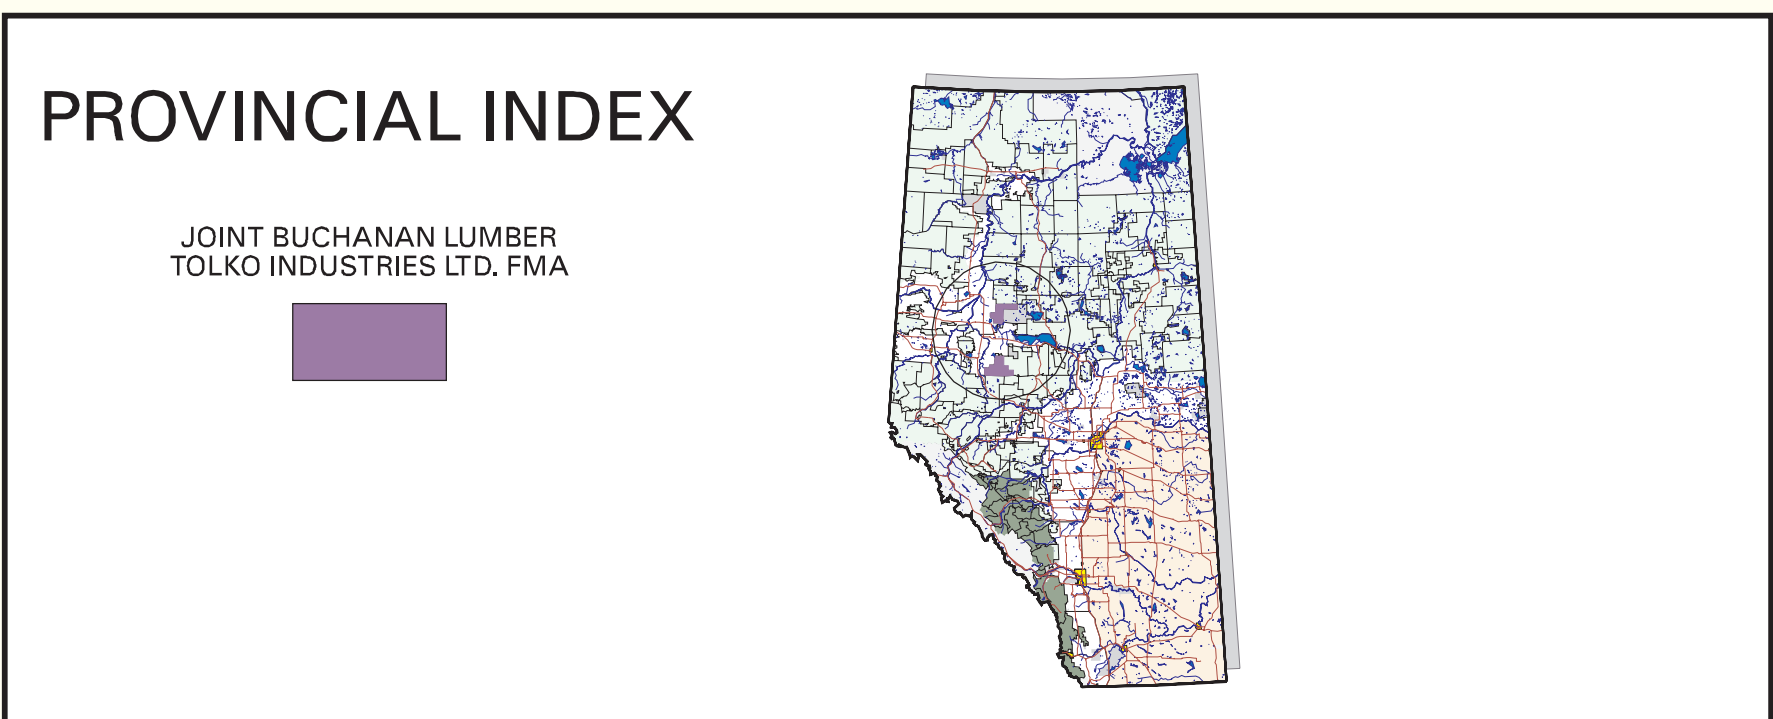 PROVINCIAL INDEX
JOINT BUCHANAN LUMBER
TOLKO INDUSTRIES LTD. FMA